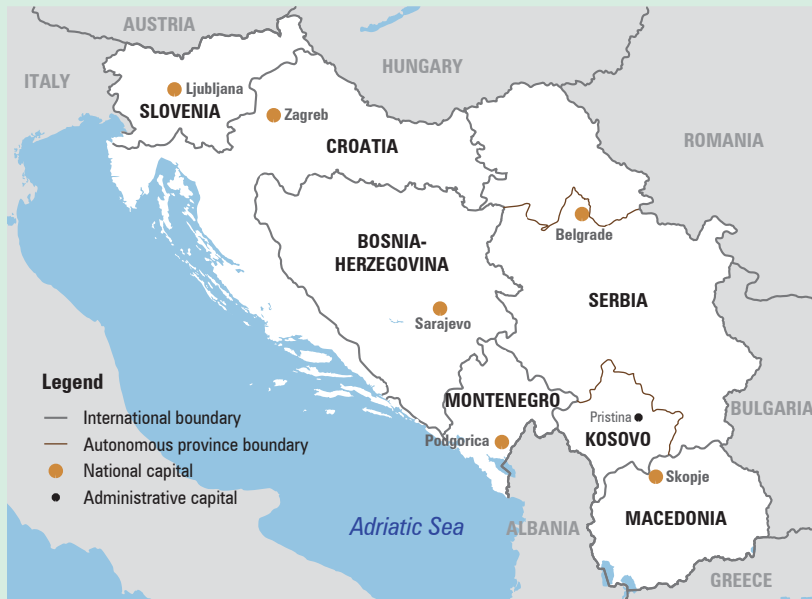 AUSTRIA
HUNGARY
ITALY
Ljubljana
SLOVENIA
Zagreb
CROATIA
ROMANIA
BOSNIA-
HERZEGOVINA
Belgrade
SERBIA
Sarajevo
Legend
International boundary
Autonomous province boundary
National capital
Administrative capital
MONTENEGRO
BULGARIA
Pristina
KOSOVO
Podgorica
Skopje
MACEDONIA
Adriatic Sea
ALBANIA
GREECE